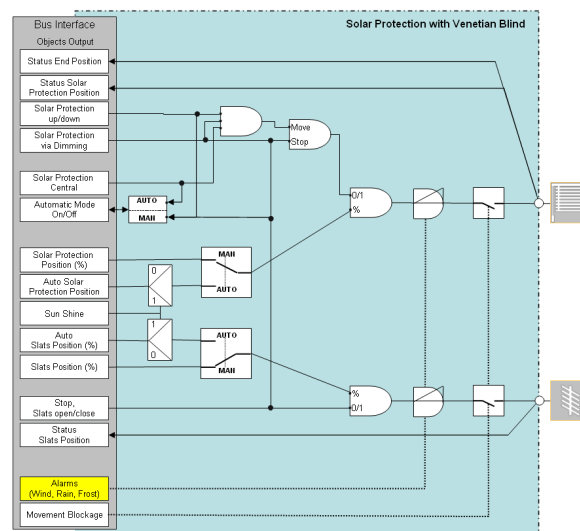 Solar Protection with Venetian Blind
Bus Interface
Objects Output
Status End Position
Status Solar
Protection Position
Solar Protection
up/down
Solar Protection
via Dimming
Solar Protection
Central
Automatic Mode
On/Off
Solar Protection
Position (%)
Auto Solar
Protection Position
Sun Shine
Auto
Slats Position (%)
Slats Position (%)
Stop,
Slats open/close
Status
Slats Position
Alarms
(Wind, Rain, Frost)
Movement Blockage
Move
Stop
AUTO
MAN
0/1
%
MAN
AUTO
0
1
1
0
AUTO
MAN
%
0/1